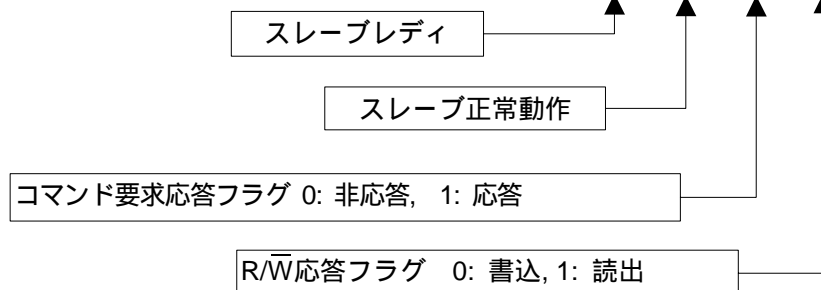 スレーブレディ
スレーブ正常動作
コマンド要求応答フラグ 0: 非応答, 1: 応答
R/W̅応答フラグ 0: 書込, 1: 読出